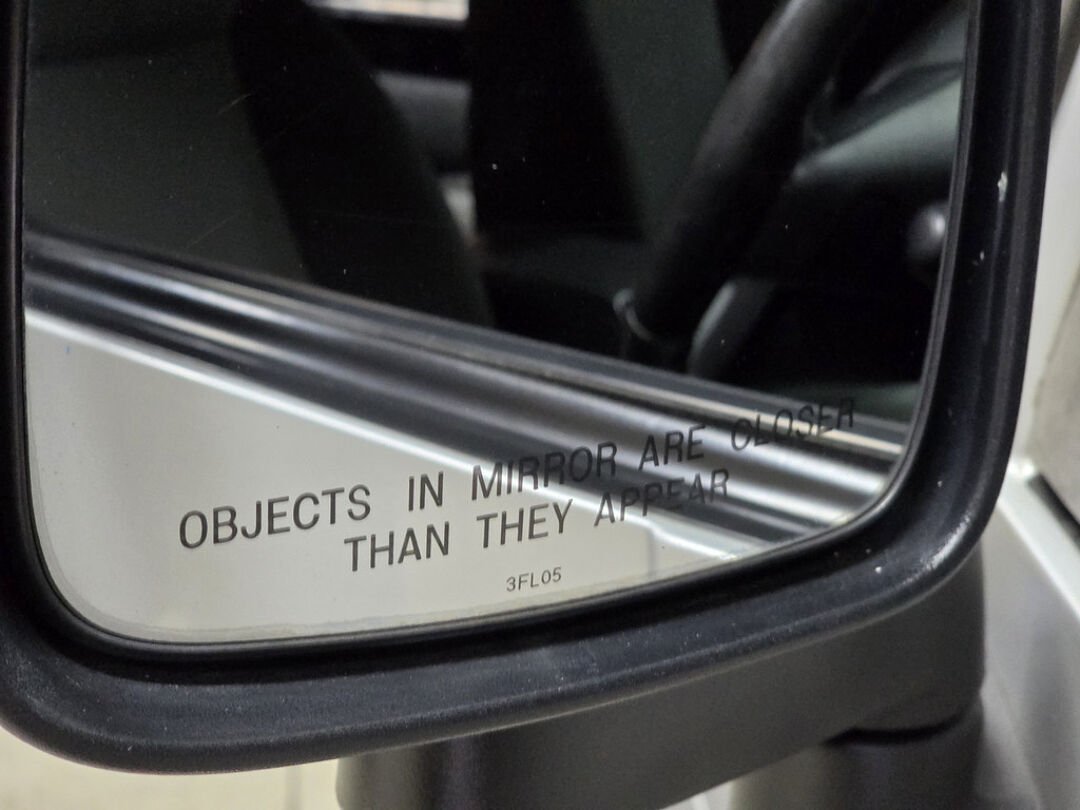 OBJECTS IN MIRROR ARE CLOSER
THAN THEY APPEAR
3FL05